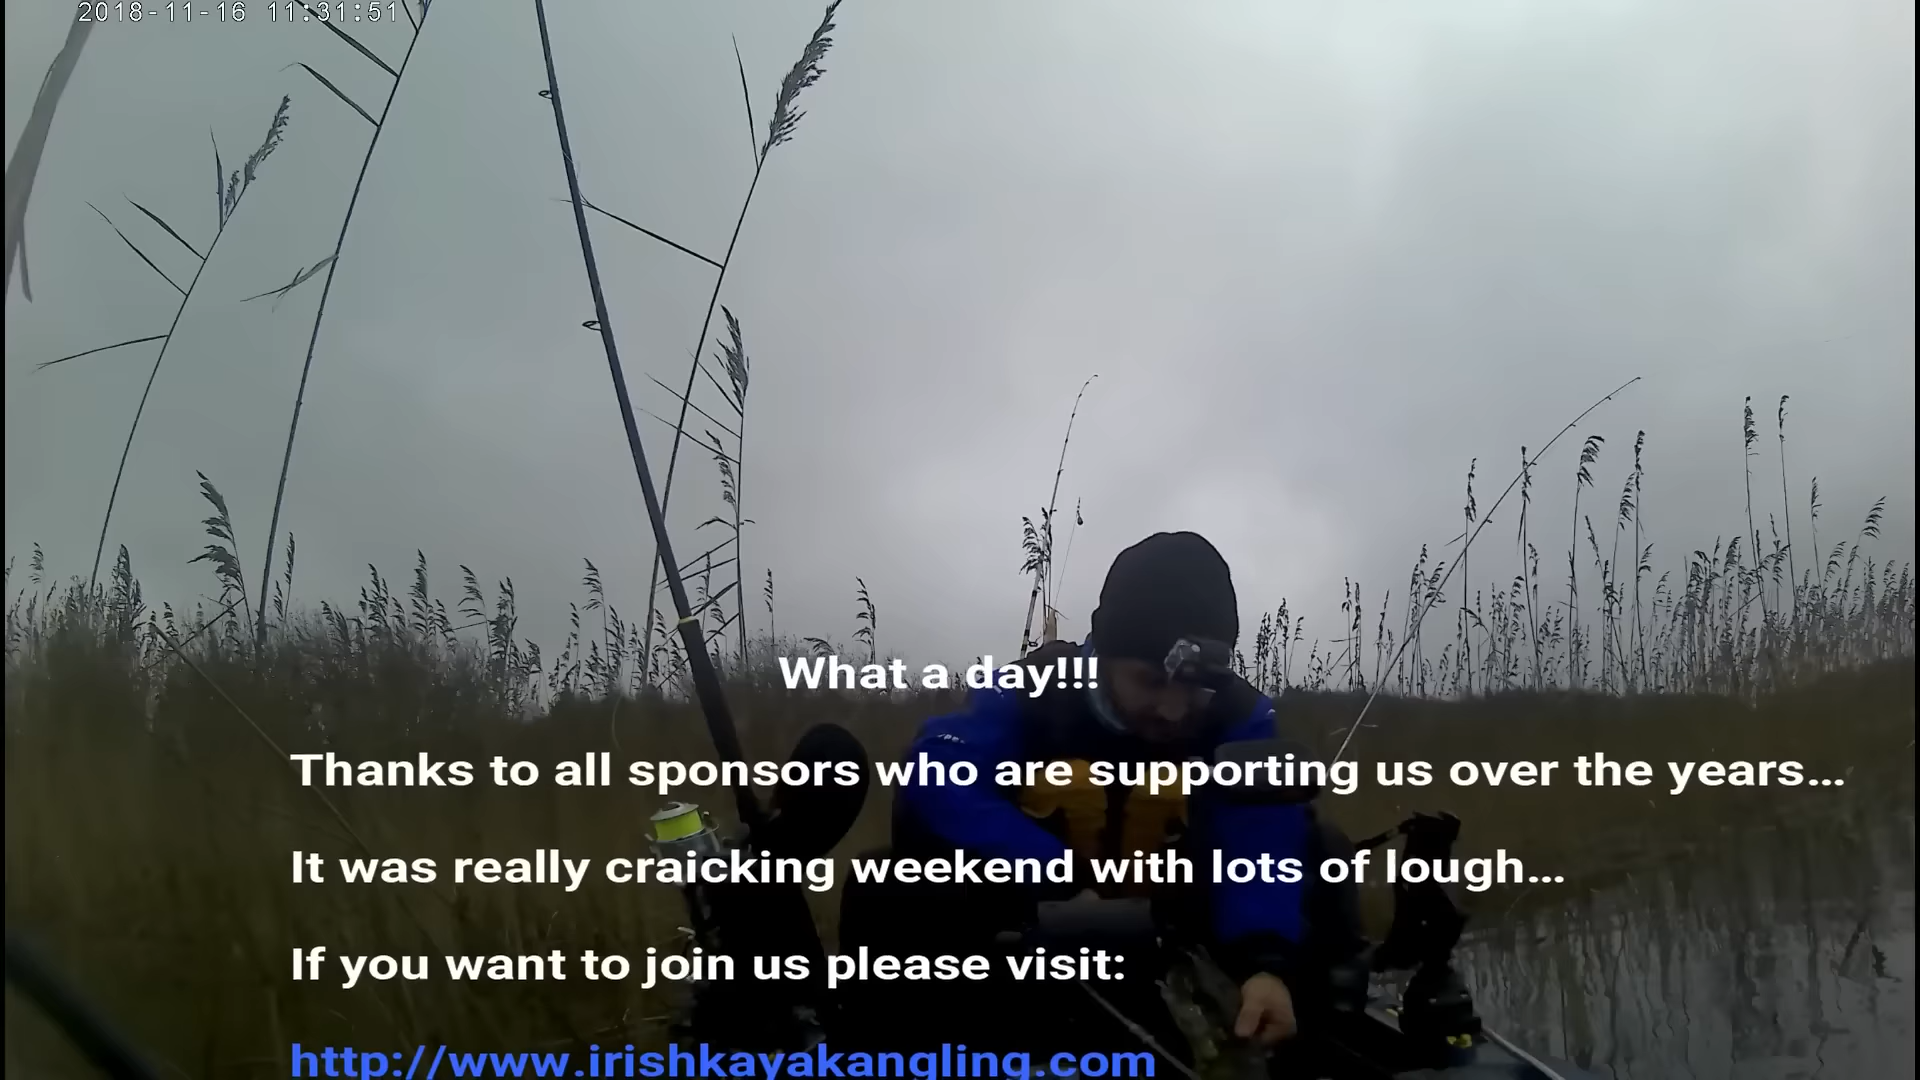 2018-11-16 11:31:51
What a day!!!
Thanks to all sponsors who are supporting us over the years...
It was really craicking weekend with lots of lough...
If you want to join us please visit:
http://www.irishkayakangling.com